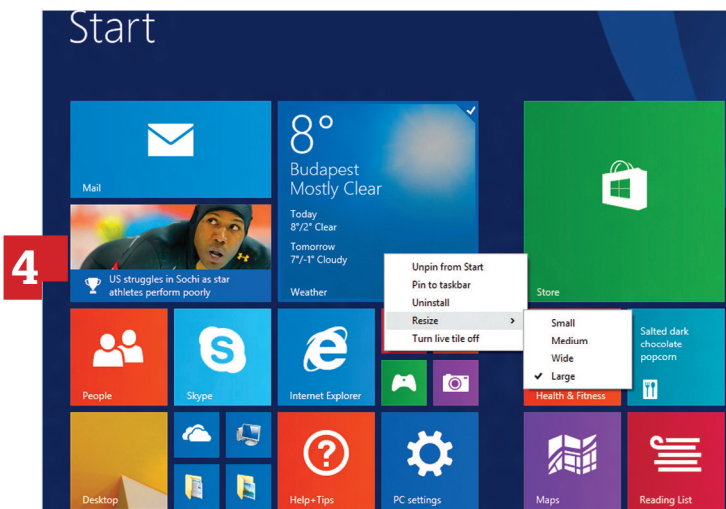 Start
4
Mail
8°
Budapest
Mostly Clear
Today
8°/2° Clear
Tomorrow
7°/-1° Cloudy
Weather
US struggles in Sochi as star
athletes perform poorly
Store
Unpin from Start
Pin to taskbar
Uninstall
Resize
Turn live tile off
Small
Medium
Wide
Large
People
Skype
Internet Explorer
Health & Fitness
Salted dark
chocolate
popcorn
Desktop
Help+Tips
PC settings
Maps
Reading List